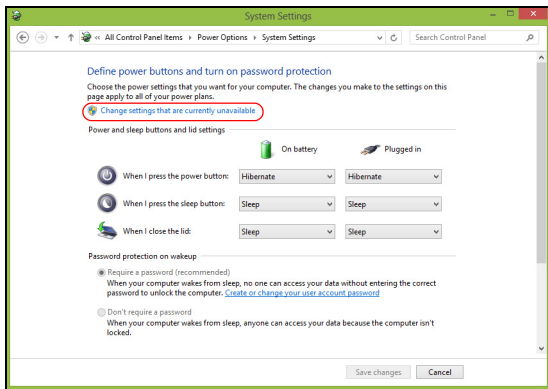 System Settings
« All Control Panel Items › Power Options › System Settings
Search Control Panel
Define power buttons and turn on password protection
Choose the power settings that you want for your computer. The changes you make to the settings on this
page apply to all of your power plans.
Change settings that are currently unavailable
Power and sleep buttons and lid settings
On battery Plugged in
When I press the power button: Hibernate Hibernate
When I press the sleep button: Sleep Sleep
When I close the lid: Sleep Sleep
Password protection on wakeup
Require a password (recommended)
When your computer wakes from sleep, no one can access your data without entering the correct
password to unlock the computer. Create or change your user account password
Don't require a password
When your computer wakes from sleep, anyone can access your data because the computer isn't
locked.
Save changes Cancel